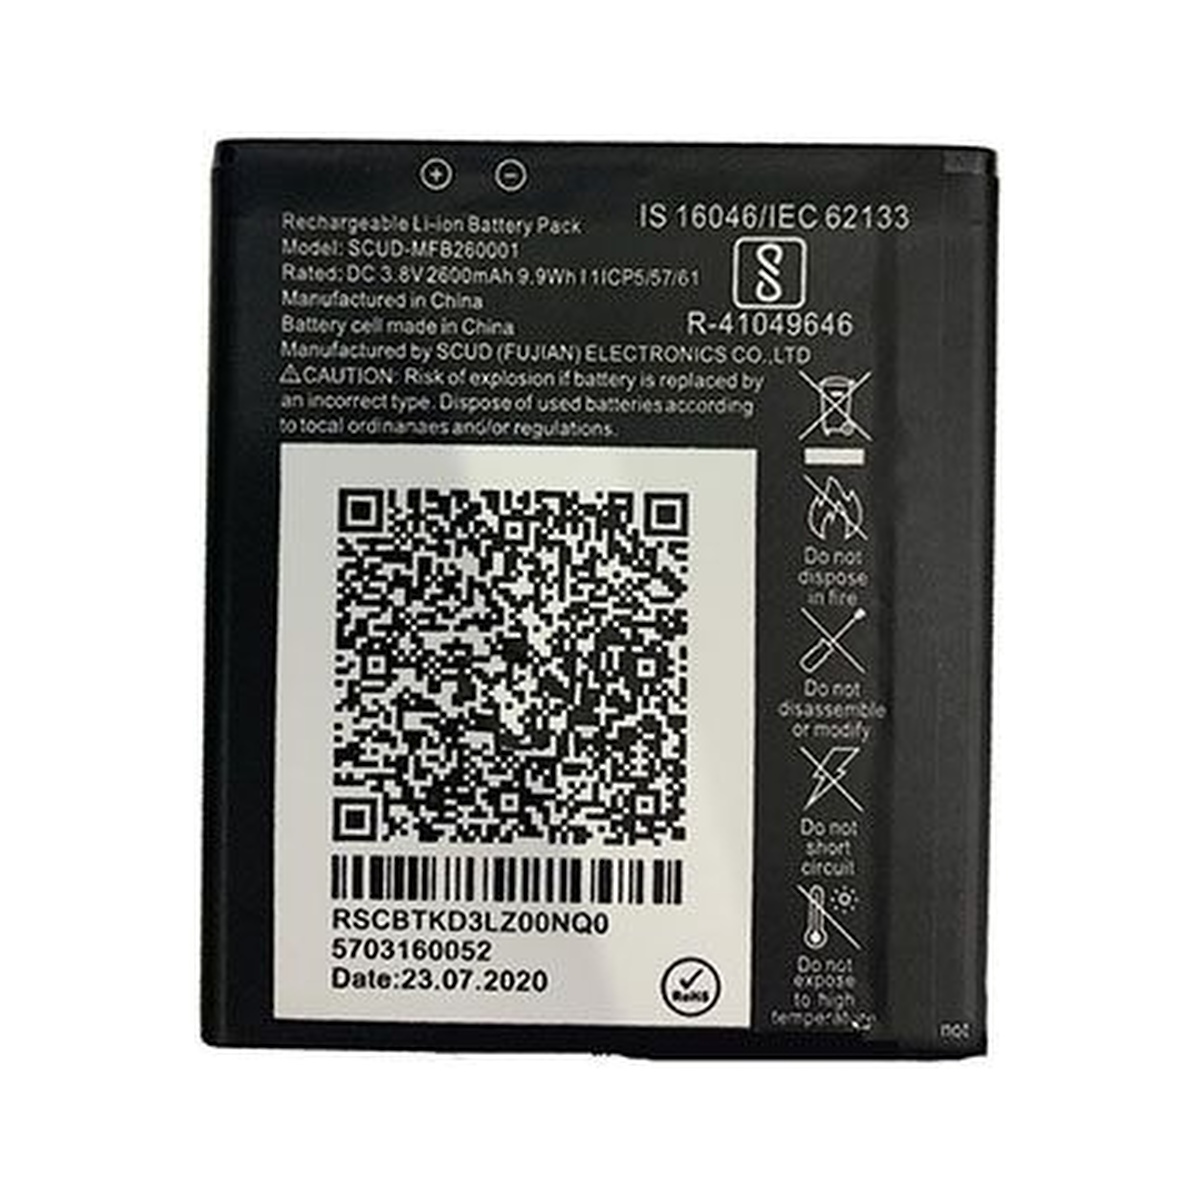 Rechargeable Li-ion Battery Pack
IS 16046/IEC 62133
Model: SCUD-MFB260001
Rated: DC 3.8V 2600mAh 9.9Wh I 1ICP5/57/61
Manufactured in China
R-41049646
Battery cell made in China
Manufactured by SCUD (FUJIAN) ELECTRONICS CO.,LTD
CAUTION: Risk of explosion if battery is replaced by
an incorrect type. Dispose of used batteries according
to tocal ordinanaes and/or regulations.
Do not
dispose
in fire
Do not
disassemble
or modify
Do not
short
circuit
Do not
expose
to high
temperature
not
RSCBTKD3LZ00NQ0
5703160052
Date:23.07.2020
RoHS